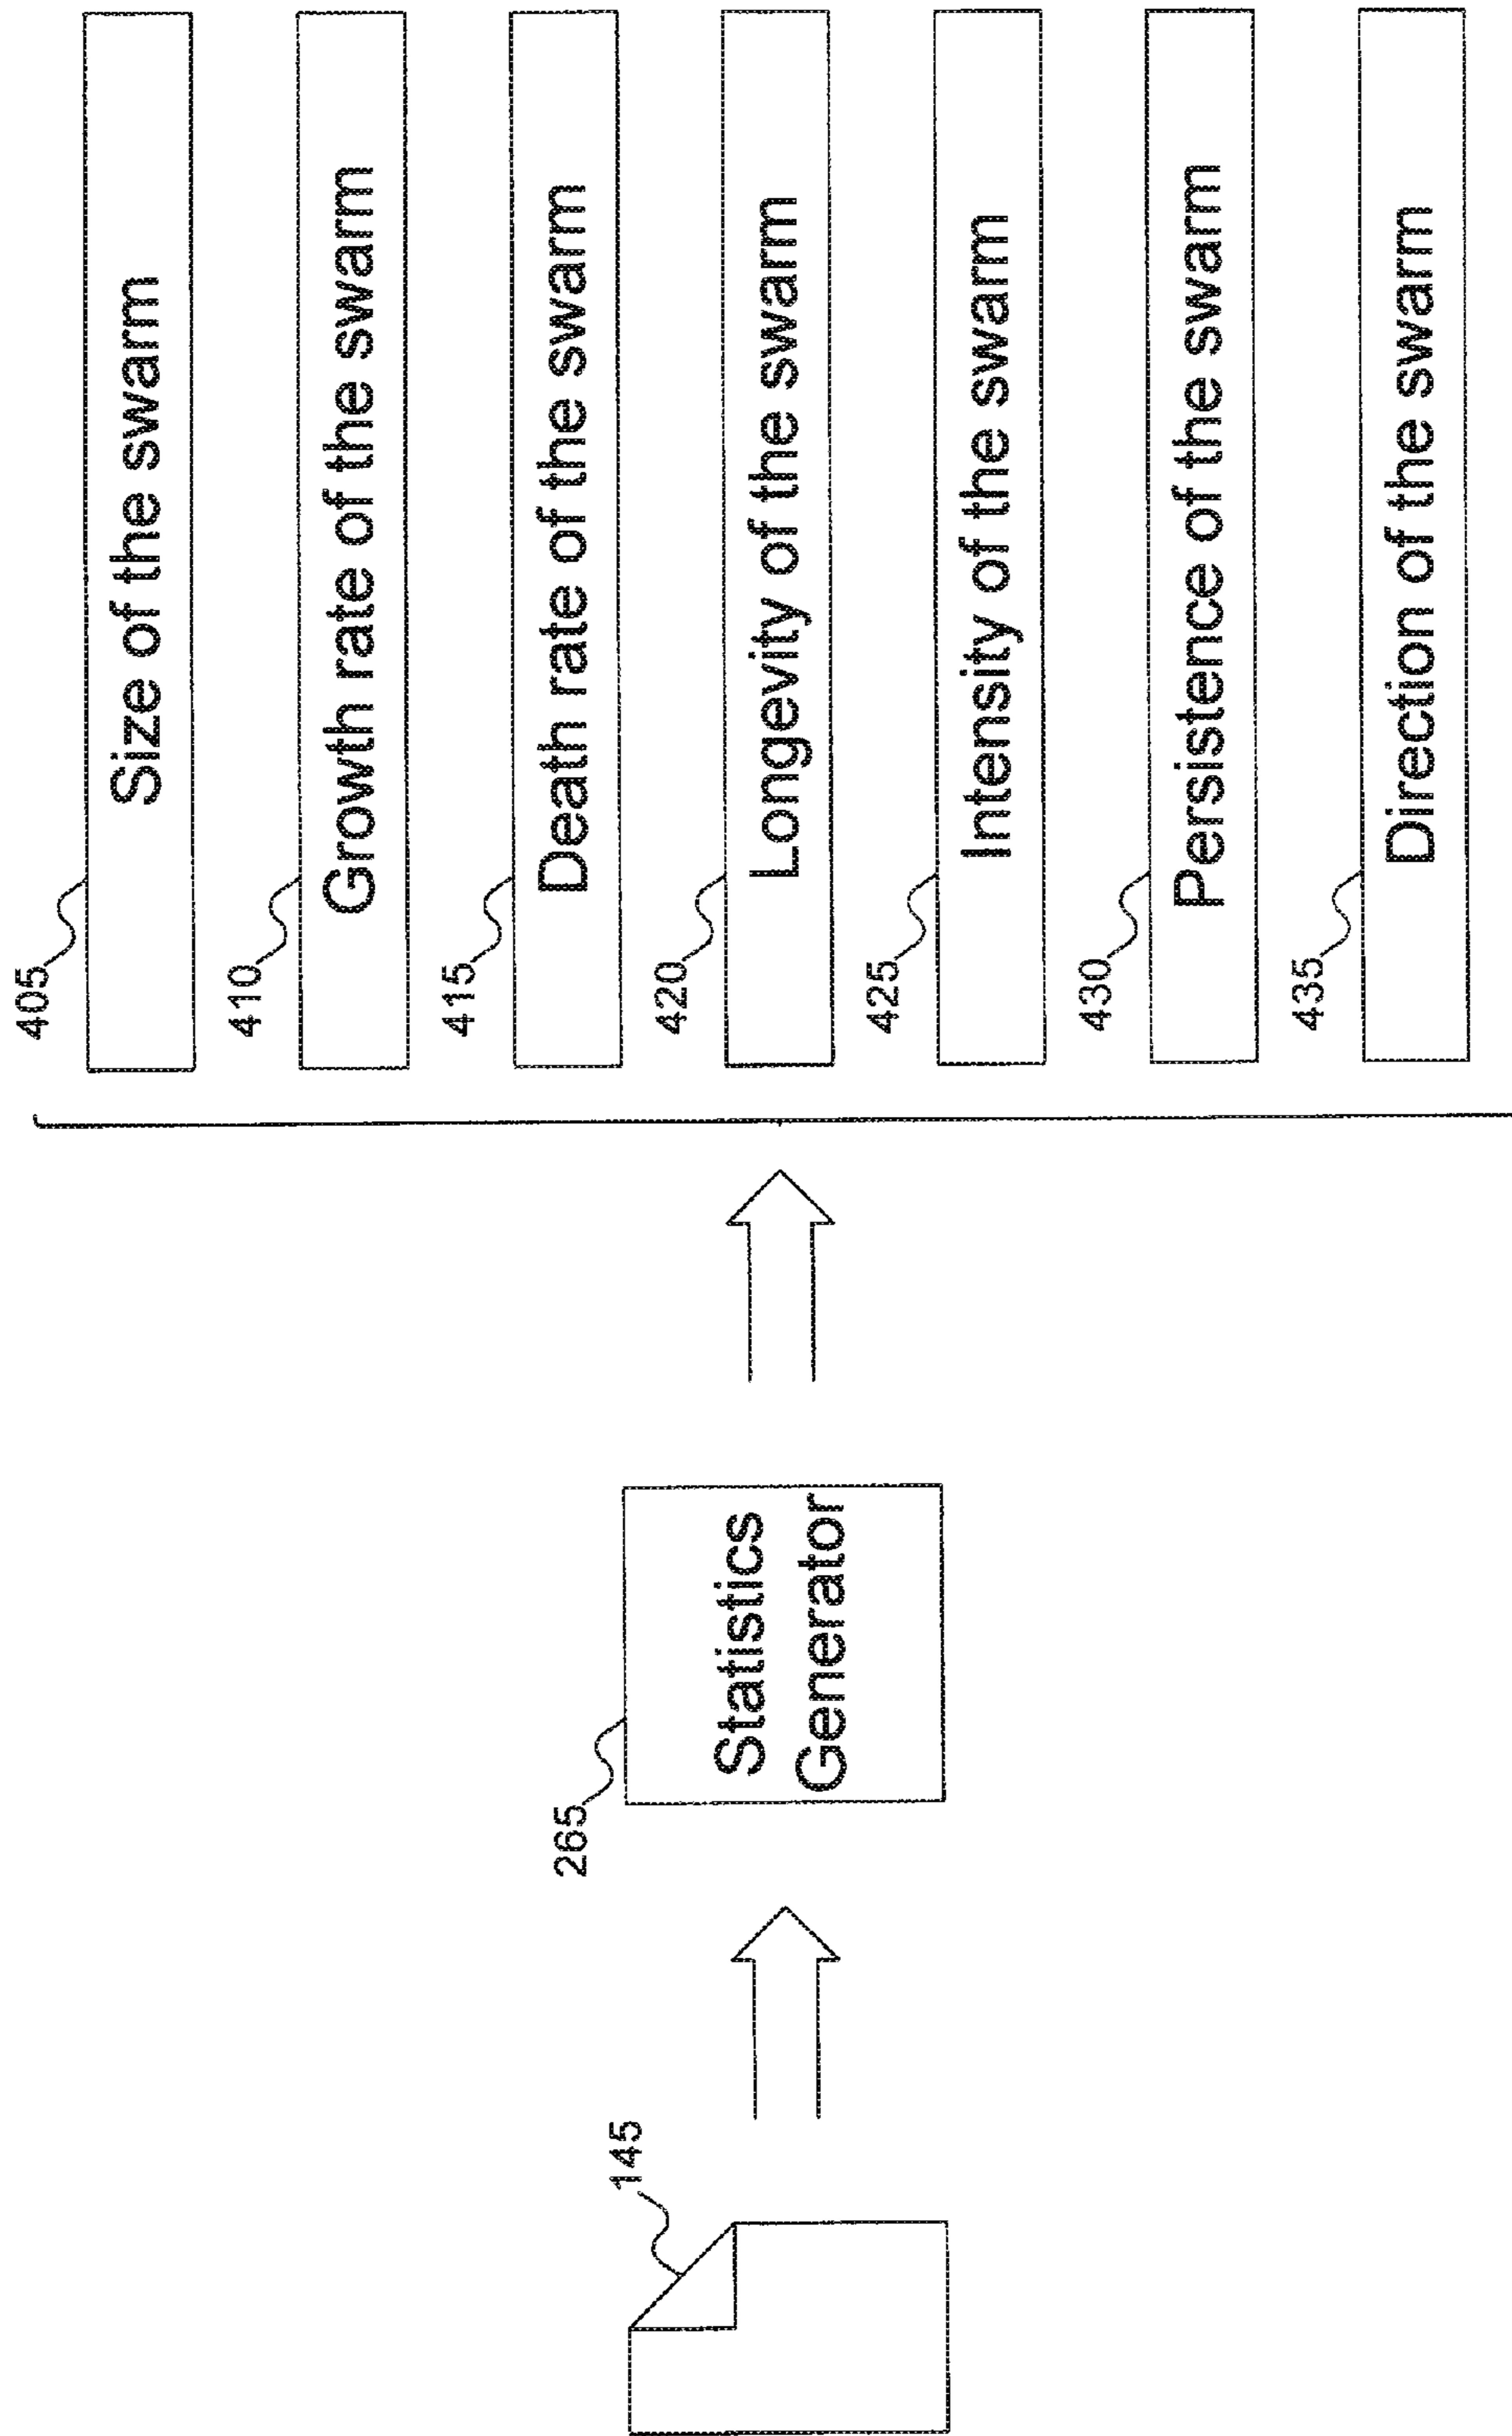 145
265
Statistics
Generator
405
Size of the swarm
410
Growth rate of the swarm
415
Death rate of the swarm
420
Longevity of the swarm
425
Intensity of the swarm
430
Persistence of the swarm
435
Direction of the swarm